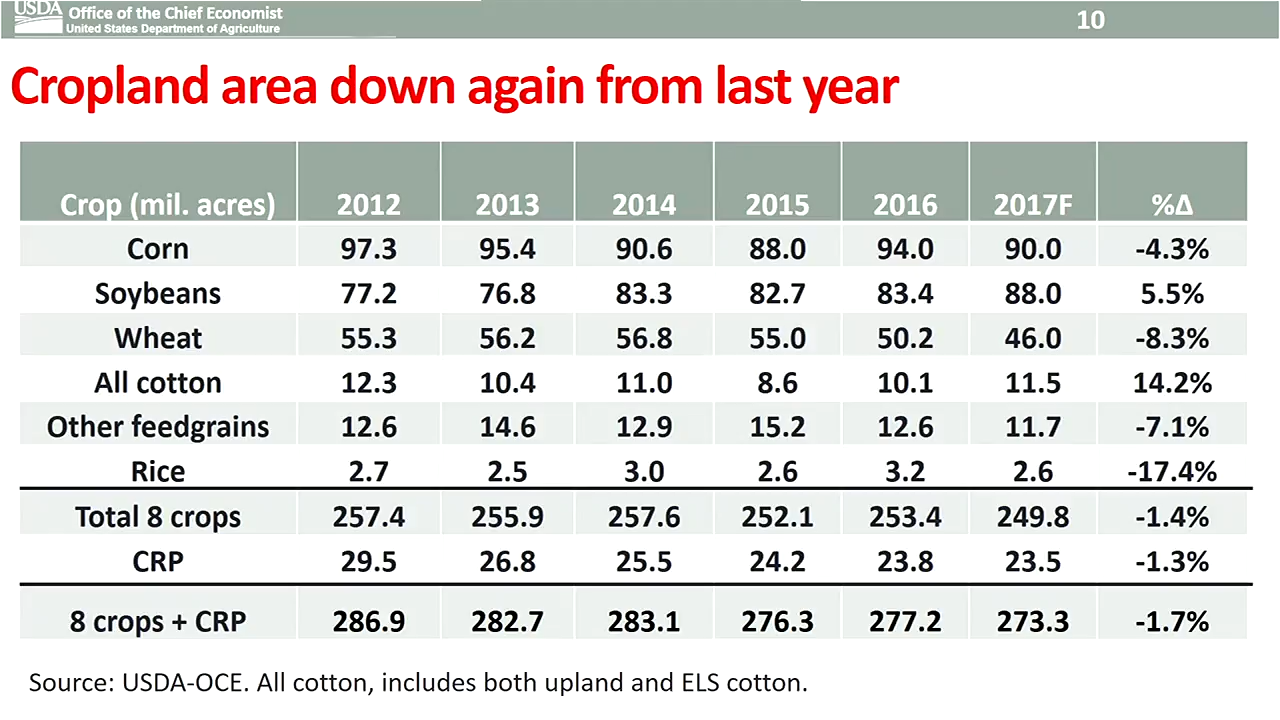 USDA Office of the Chief Economist
United States Department of Agriculture
10
Cropland area down again from last year
Crop (mil. acres) 2012 2013 2014 2015 2016 2017F %Δ
Corn 97.3 95.4 90.6 88.0 94.0 90.0 -4.3%
Soybeans 77.2 76.8 83.3 82.7 83.4 88.0 5.5%
Wheat 55.3 56.2 56.8 55.0 50.2 46.0 -8.3%
All cotton 12.3 10.4 11.0 8.6 10.1 11.5 14.2%
Other feedgrains 12.6 14.6 12.9 15.2 12.6 11.7 -7.1%
Rice 2.7 2.5 3.0 2.6 3.2 2.6 -17.4%
Total 8 crops 257.4 255.9 257.6 252.1 253.4 249.8 -1.4%
CRP 29.5 26.8 25.5 24.2 23.8 23.5 -1.3%
8 crops + CRP 286.9 282.7 283.1 276.3 277.2 273.3 -1.7%
Source: USDA-OCE. All cotton, includes both upland and ELS cotton.